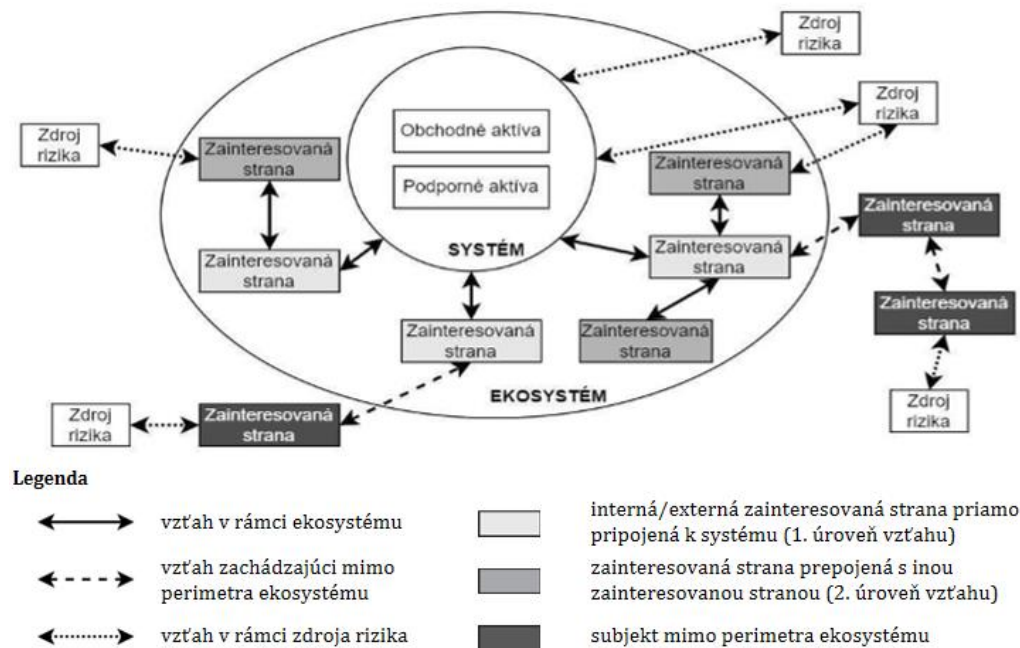 Zdroj
rizika
Zdroj
rizika
Zdroj
rizika
Obchodné aktíva
Podporné aktíva
SYSTÉM
Zainteresovaná
strana
Zainteresovaná
strana
Zainteresovaná
strana
Zainteresovaná
strana
Zainteresovaná
strana
Zainteresovaná
strana
Zainteresovaná
strana
Zainteresovaná
strana
EKOSYSTÉM
Zdroj
rizika
Zdroj
rizika
Zainteresovaná
strana
Legenda
vzťah v rámci ekosystému
vzťah zachádzajúci mimo
perimetra ekosystému
vzťah v rámci zdroja rizika
interná/externá zainteresovaná strana priamo
pripojená k systému (1. úroveň vzťahu)
zainteresovaná strana prepojená s inou
zainteresovanou stranou (2. úroveň vzťahu)
subjekt mimo perimetra ekosystému